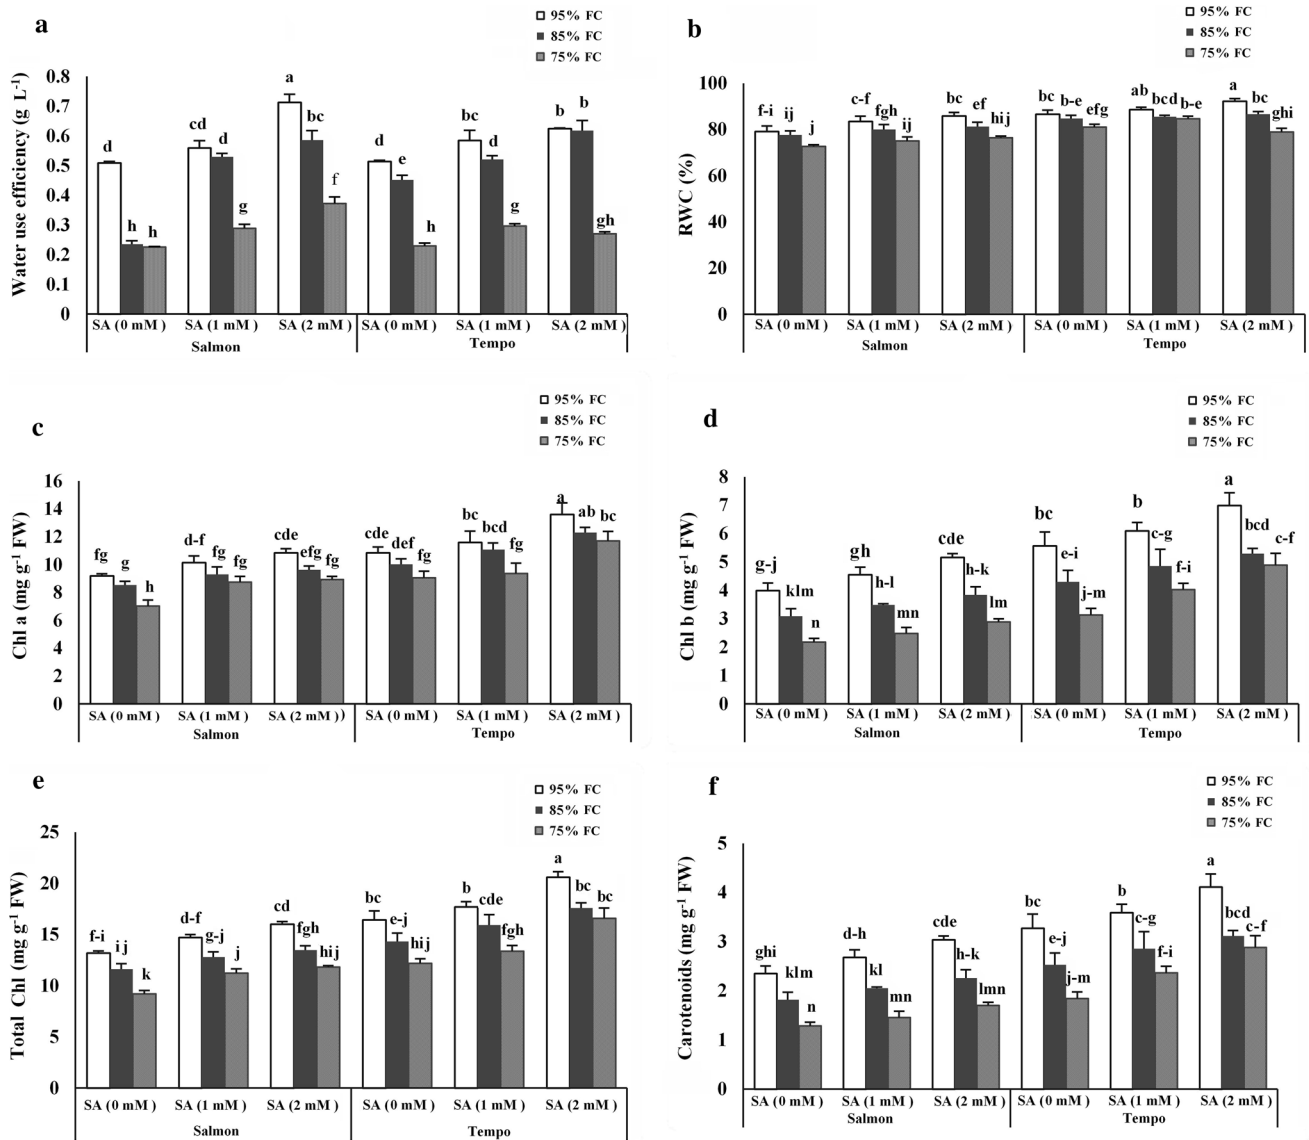 a
95% FC
85% FC
75% FC
Water use efficiency (g L-1)
0.8
0.7
0.6
0.5
0.4
0.3
0.2
0.1
0
d h h
cd d g
a bc f
d e h
bc d g
b b gh
SA (0 mM ) SA (1 mM ) SA (2 mM ) SA (0 mM ) SA (1 mM ) SA (2 mM )
Salmon Tempo
b
95% FC
85% FC
75% FC
RWC (%)
100
80
60
40
20
0
f-i ij j
c-f fgh ij
bc ef hij
bc b-e efg
ab bcd b-e
a bc ghi
SA (0 mM ) SA (1 mM ) SA (2 mM ) SA (0 mM ) SA (1 mM ) SA (2 mM )
Salmon Tempo
c
95% FC
85% FC
75% FC
Chl a (mg g-1 FW)
16
14
12
10
8
6
4
2
0
fg g h
d-f fg fg
cde efg fg
cde def fg
bc bcd fg
a ab bc
SA (0 mM ) SA (1 mM ) SA (2 mM ) ) SA (0 mM ) SA (1 mM ) SA (2 mM )
Salmon Tempo
d
95% FC
85% FC
75% FC
Chl b (mg g-1 FW)
8
7
6
5
4
3
2
1
0
g-j klm n
gh h-l mn
cde h-k lm
bc e-i j-m
b c-g f-i
a bcd c-f
SA (0 mM ) SA (1 mM ) SA (2 mM ) SA (0 mM ) SA (1 mM ) SA (2 mM )
Salmon Tempo
e
95% FC
85% FC
75% FC
Total Chl (mg g-1 FW)
25
20
15
10
5
0
f-i ij k
d-f g-j j
cd fgh hij
bc e-j hij
b cde fgh
a bc bc
SA (0 mM ) SA (1 mM ) SA (2 mM ) SA (0 mM ) SA (1 mM ) SA (2 mM )
Salmon Tempo
f
95% FC
85% FC
75% FC
Carotenoids (mg g-1 FW)
5
4
3
2
1
0
ghi klm n
d-h kl mn
cde h-k lmn
bc e-j j-m
b c-g f-i
a bcd c-f
SA (0 mM ) SA (1 mM ) SA (2 mM ) SA (0 mM ) SA (1 mM ) SA (2 mM )
Salmon Tempo